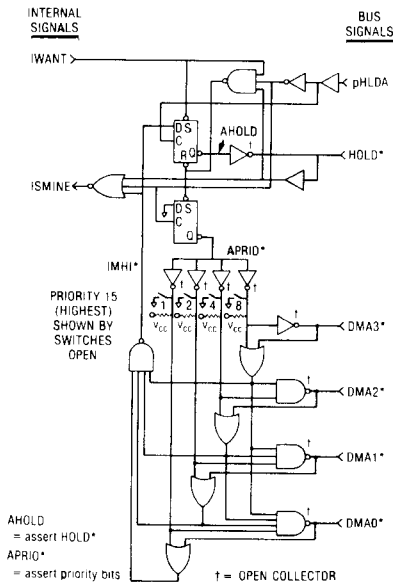 INTERNAL
SIGNALS
BUS
SIGNALS
IWANT
pHLDA
D S
C
R Q
AHOLD
†
HOLD*
ISMINE
D S
C
Q
APRIO*
IMHI*
† † † †
PRIORITY 15
(HIGHEST)
SHOWN BY
SWITCHES
OPEN
1 2 4 8
VCC VCC VCC VCC
†
DMA3*
†
DMA2*
†
DMA1*
†
DMA0*
AHOLD
= assert HOLD*
APRIO*
= assert priority bits
† = OPEN COLLECTOR